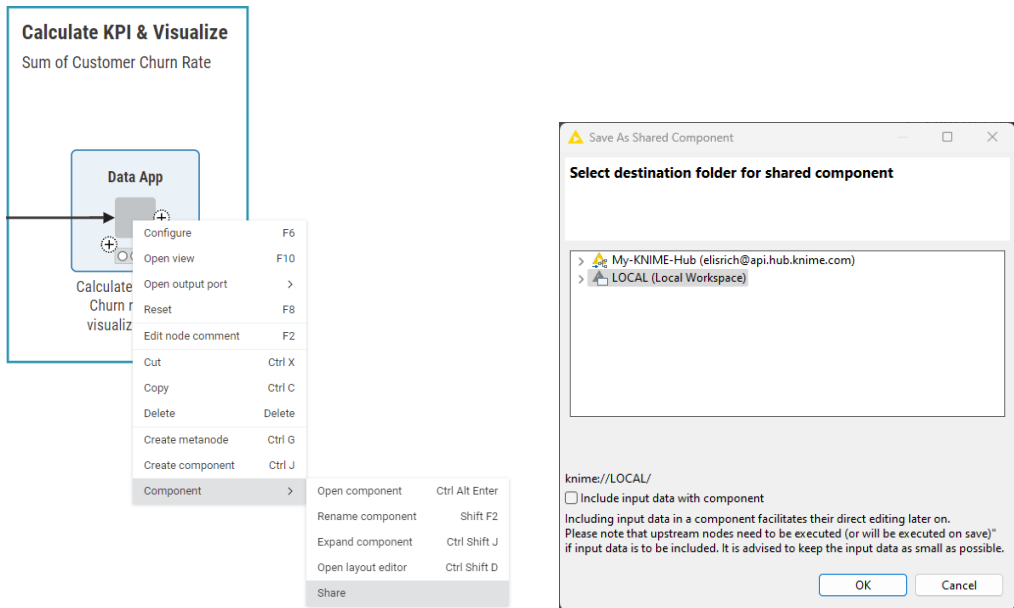 Calculate KPI & Visualize
Sum of Customer Churn Rate
Data App
Calculate
Churn
visualiz
Configure F6
Open view F10
Open output port
Reset F8
Edit node comment F2
Cut Ctrl X
Copy Ctrl C
Delete Delete
Create metanode Ctrl G
Create component Ctrl J
Component
Open component Ctrl Alt Enter
Rename component Shift F2
Expand component Ctrl Shift J
Open layout editor Ctrl Shift D
Share
Save As Shared Component
Select destination folder for shared component
My-KNIME-Hub (elisrich@api.hub.knime.com)
LOCAL (Local Workspace)
knime://LOCAL/
Include input data with component
Including input data in a component facilitates their direct editing later on.
Please note that upstream nodes need to be executed (or will be executed on save)"
if input data is to be included. It is advised to keep the input data as small as possible.
OK Cancel